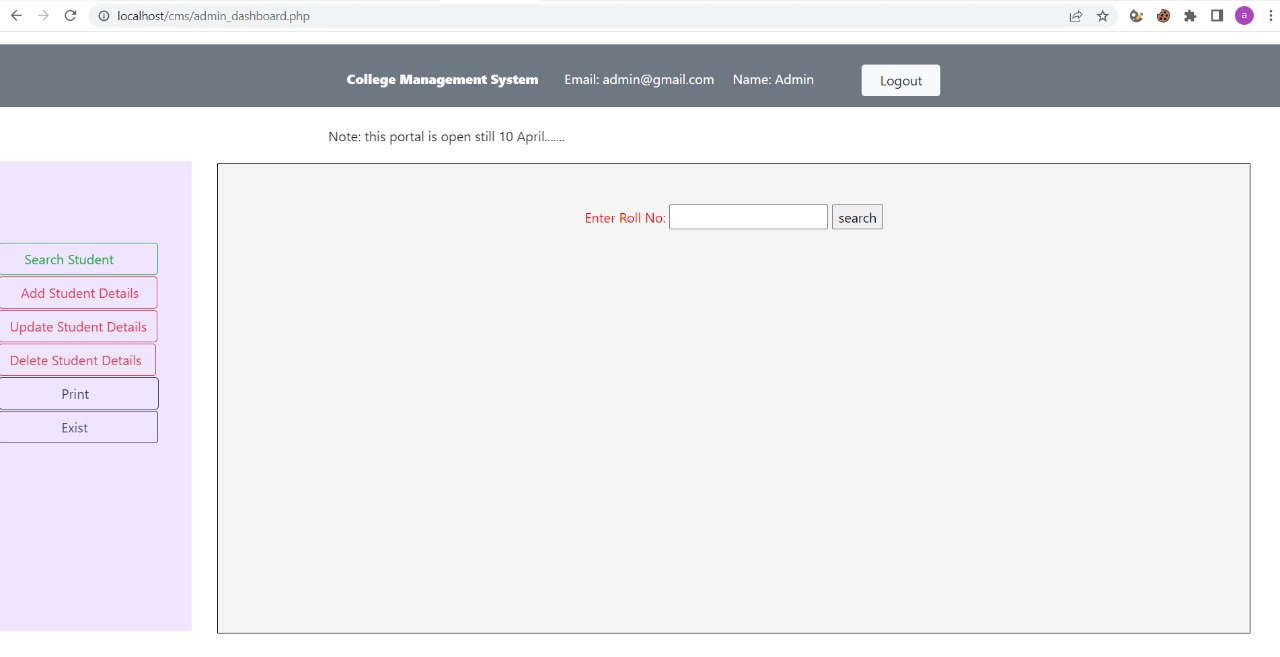 localhost/cms/admin_dashboard.php
a
College Management System Email: admin@gmail.com Name: Admin Logout
Note: this portal is open still 10 April.......
Enter Roll No: search
Search Student
Add Student Details
Update Student Details
Delete Student Details
Print
Exist